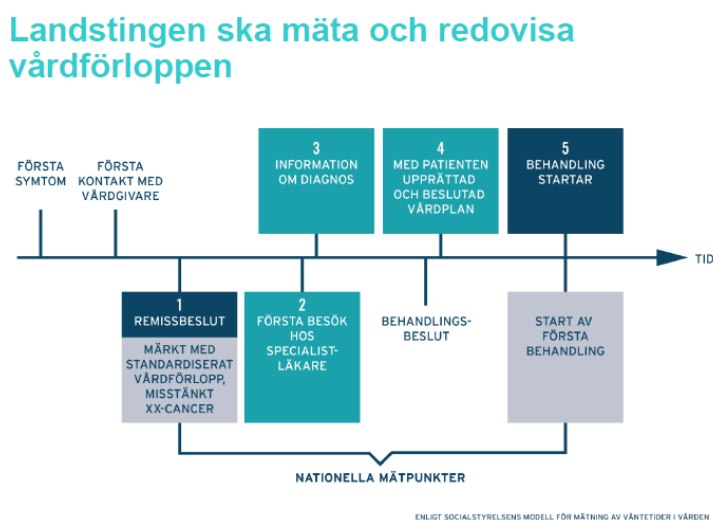 Landstingen ska mäta och redovisa
vårdförloppen
FÖRSTA
SYMTOM
FÖRSTA
KONTAKT MED
VÅRDGIVARE
3
INFORMATION
OM DIAGNOS
4
MED PATIENTEN
UPPRÄTTAD
OCH BESLUTAD
VÅRDPLAN
5
BEHANDLING
STARTAR
TID
1
REMISSBESLUT
MÄRKT MED
STANDARDISERAT
VÅRDFÖRLOPP,
MISSTÄNKT
XX-CANCER
2
FÖRSTA BESÖK
HOS
SPECIALIST-
LÄKARE
BEHANDLINGS-
BESLUT
START AV
FÖRSTA
BEHANDLING
NATIONELLA MÄTPUNKTER
ENLIGT SOCIALSTYRELSENS MODELL FÖR MÄTNING AV VÄNTETIDER I VÅRDEN